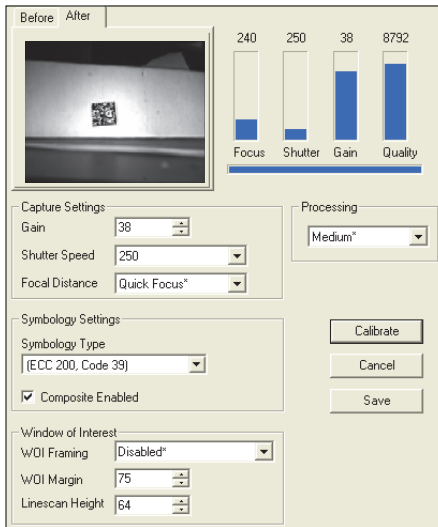 Before After
240 250 38 8792
Focus Shutter Gain Quality
Capture Settings
Gain 38
Shutter Speed 250
Focal Distance Quick Focus*
Processing
Medium*
Symbology Settings
Symbology Type
(ECC 200, Code 39)
Composite Enabled
Calibrate
Cancel
Save
Window of Interest
WOI Framing Disabled*
WOI Margin 75
Linescan Height 64